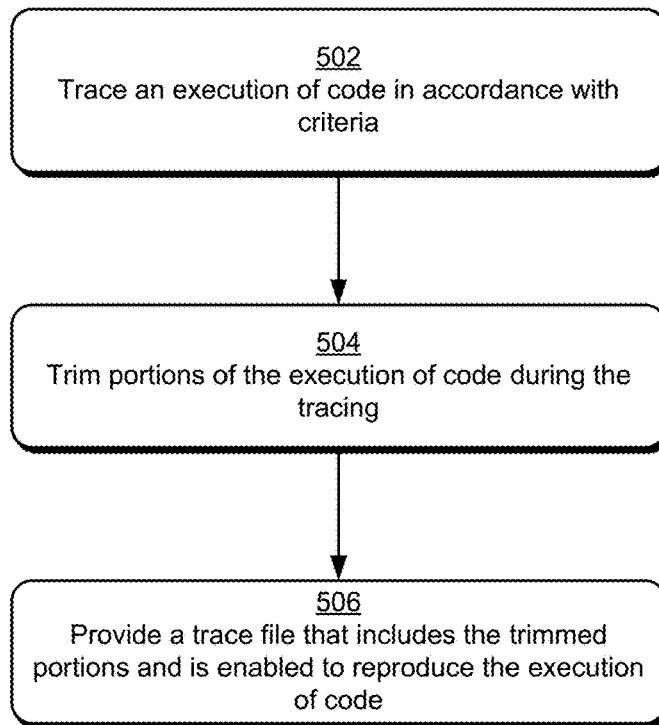 502
Trace an execution of code in accordance with
criteria
504
Trim portions of the execution of code during the
tracing
506
Provide a trace file that includes the trimmed
portions and is enabled to reproduce the execution
of code